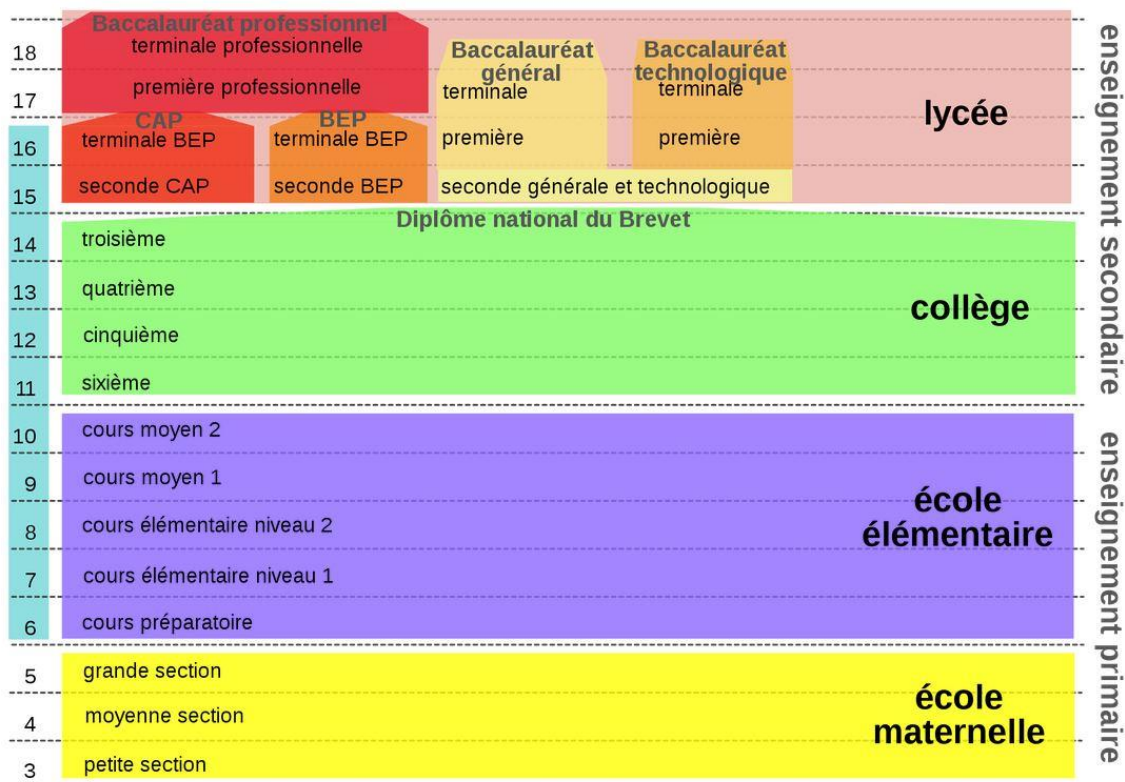 Baccalauréat professionnel
18
terminale professionnelle
Baccalauréat
général
Baccalauréat
technologique
17
première professionnelle
terminale
terminale
CAP
BEP
lycée
16
terminale BEP
terminale BEP
première
première
15
seconde CAP
seconde BEP
seconde générale et technologique
Diplôme national du Brevet
14
troisième
13
quatrième
collège
12
cinquième
11
sixième
enseignement secondaire
10
cours moyen 2
9
cours moyen 1
école
élémentaire
8
cours élémentaire niveau 2
7
cours élémentaire niveau 1
6
cours préparatoire
5
grande section
école
maternelle
4
moyenne section
3
petite section
enseignement primaire